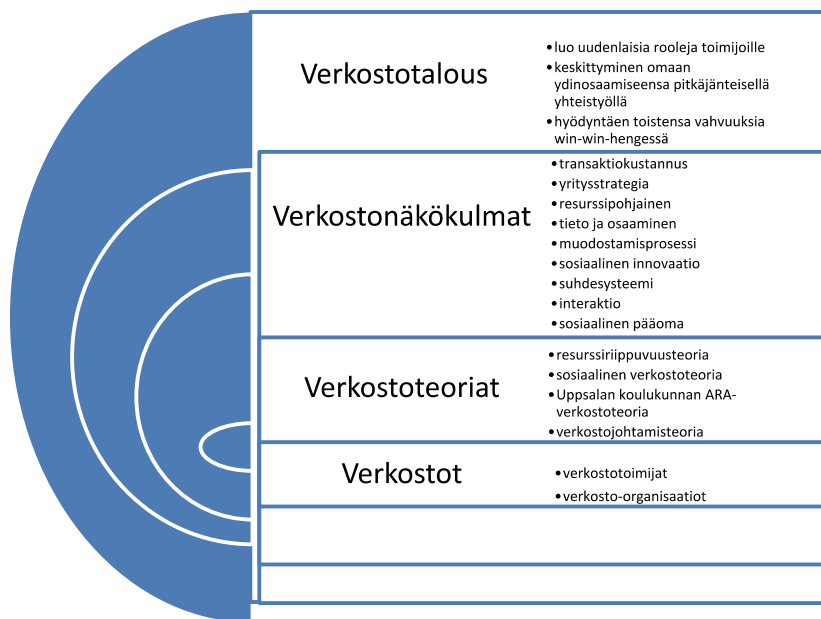 Verkostotalous
•luo uudenlaisia rooleja toimijoille
•keskittyminen omaan
ydinosaamiseensa pitkäjänteisellä
yhteistyöllä
•hyödyntäen toistensa vahvuuksia
win-win-hengessä
Verkostonäkökulmat
•transaktiokustannus
•yritysstrategia
•resurssipohjainen
•tieto ja osaaminen
•muodostamisprosessi
•sosiaalinen innovaatio
•suhdesysteemi
•interaktio
•sosiaalinen pääoma
Verkostoteoriat
•resurssiriippuvuusteoria
•sosiaalinen verkostoteoria
•Uppsalan koulukunnan ARA-
verkostoteoria
•verkostojohtamisteoria
Verkostot
•verkostotoimijat
•verkosto-organisaatiot